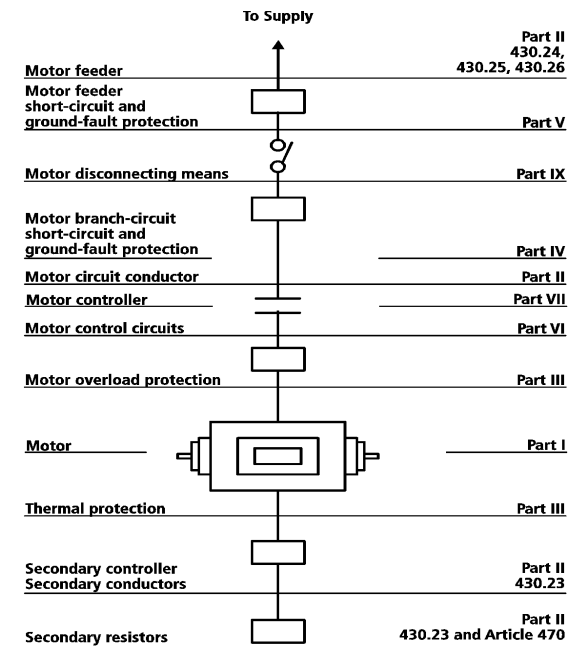 To Supply
Part II
430.24,
Motor feeder 430.25, 430.26
Motor feeder
short-circuit and
ground-fault protection Part V
Motor disconnecting means Part IX
Motor branch-circuit
short-circuit and
ground-fault protection Part IV
Motor circuit conductor Part II
Motor controller Part VII
Motor control circuits Part VI
Motor overload protection Part III
Motor Part I
Thermal protection Part III
Secondary controller Part II
Secondary conductors 430.23
Part II
Secondary resistors 430.23 and Article 470